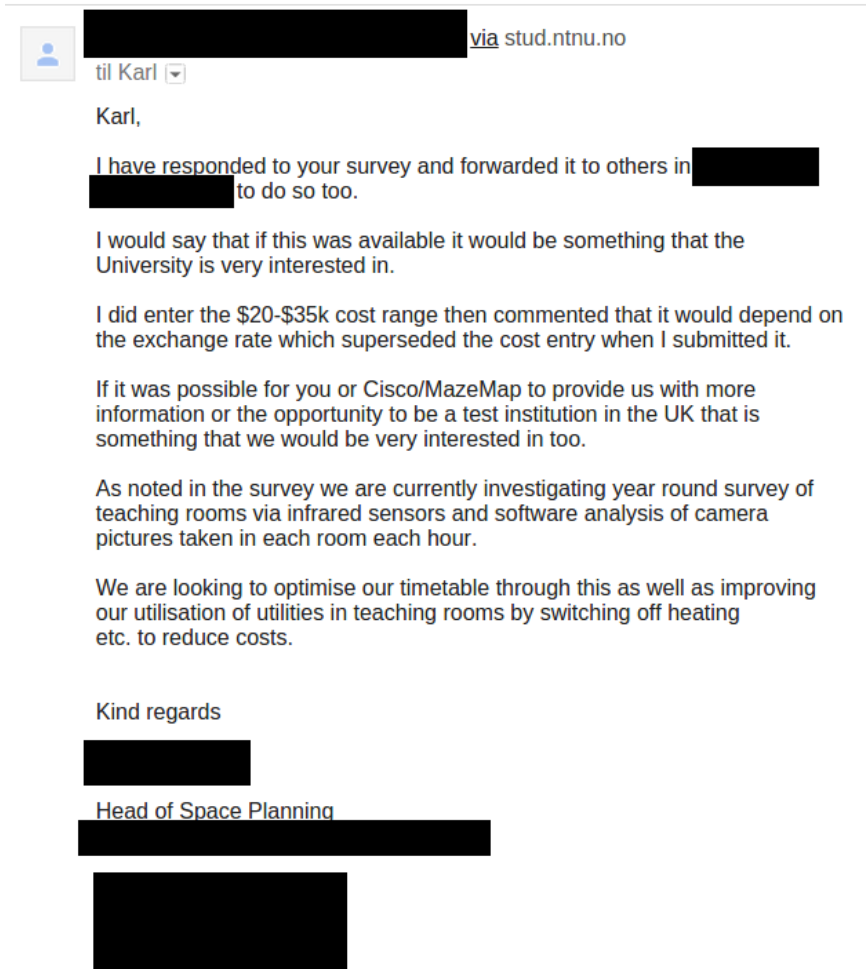 via stud.ntnu.no
til Karl
Karl,
I have responded to your survey and forwarded it to others in
to do so too.
I would say that if this was available it would be something that the
University is very interested in.
I did enter the $20-$35k cost range then commented that it would depend on
the exchange rate which superseded the cost entry when I submitted it.
If it was possible for you or Cisco/MazeMap to provide us with more
information or the opportunity to be a test institution in the UK that is
something that we would be very interested in too.
As noted in the survey we are currently investigating year round survey of
teaching rooms via infrared sensors and software analysis of camera
pictures taken in each room each hour.
We are looking to optimise our timetable through this as well as improving
our utilisation of utilities in teaching rooms by switching off heating
etc. to reduce costs.
Kind regards
Head of Space Planning